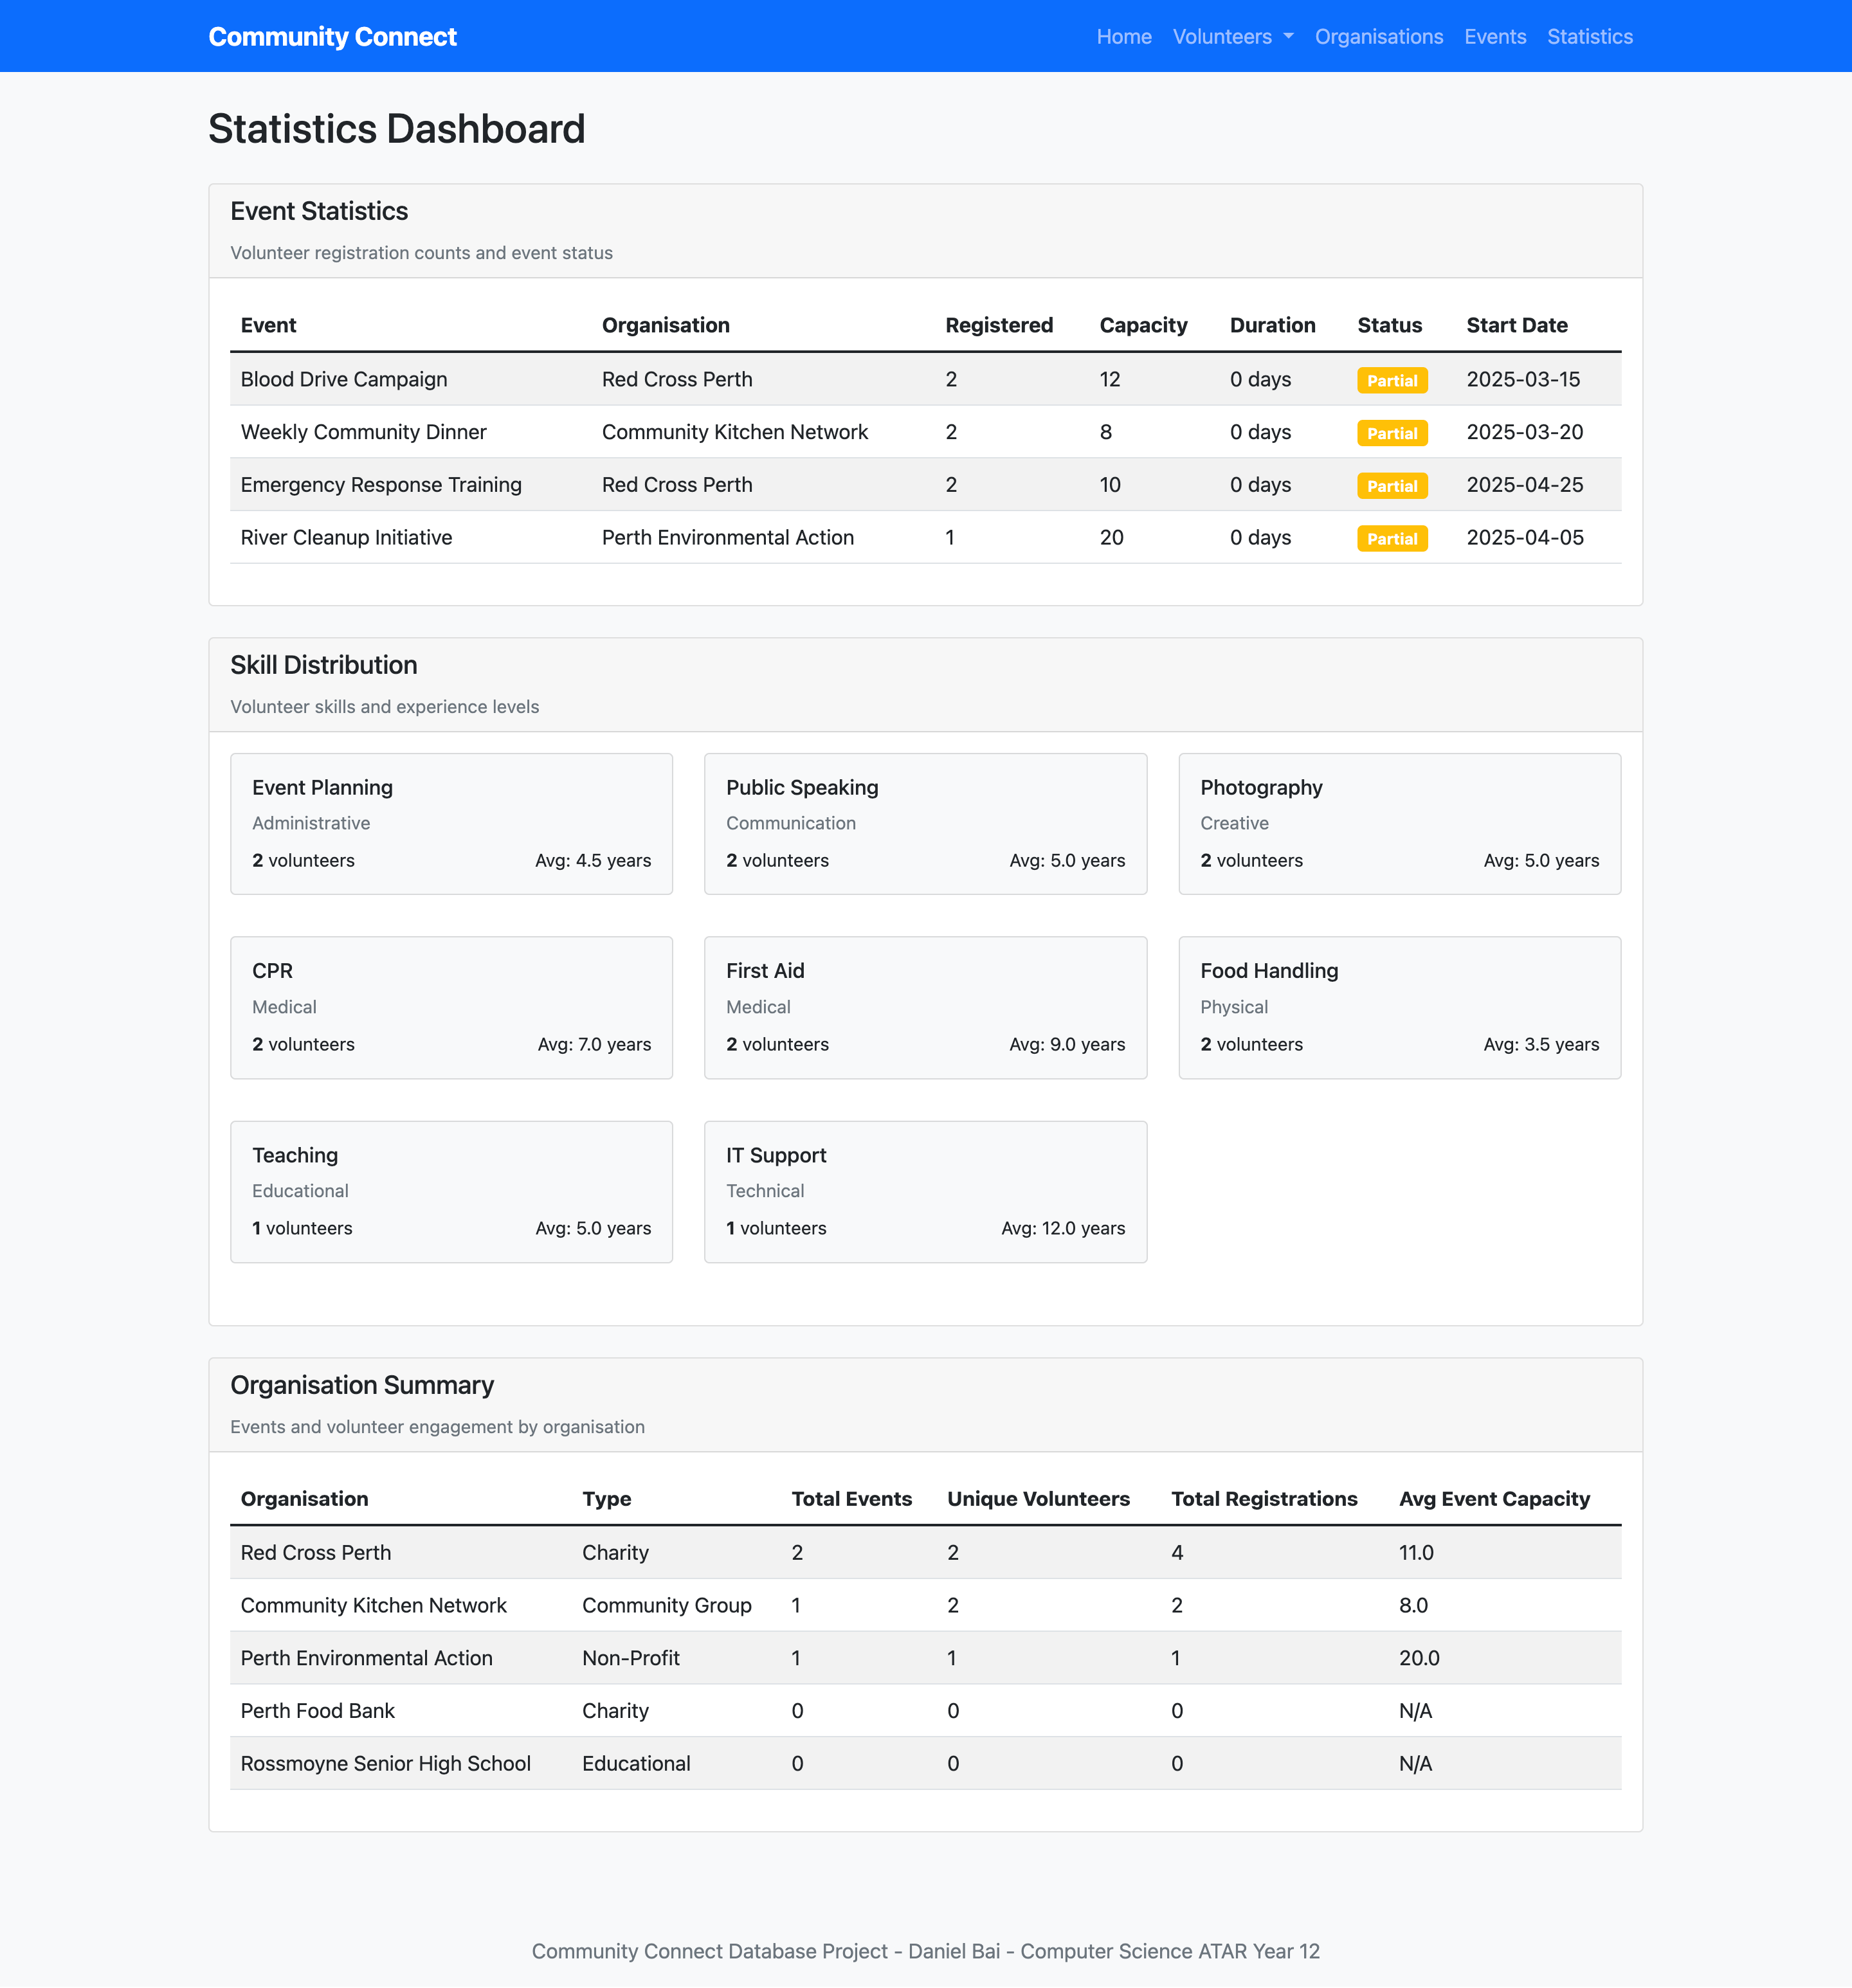 Community Connect Home Volunteers Organisations Events Statistics
Statistics Dashboard
Event Statistics
Volunteer registration counts and event status
Event Organisation Registered Capacity Duration Status Start Date
Blood Drive Campaign Red Cross Perth 2 12 0 days Partial 2025-03-15
Weekly Community Dinner Community Kitchen Network 2 8 0 days Partial 2025-03-20
Emergency Response Training Red Cross Perth 2 10 0 days Partial 2025-04-25
River Cleanup Initiative Perth Environmental Action 1 20 0 days Partial 2025-04-05
Skill Distribution
Volunteer skills and experience levels
Event Planning
Administrative
2 volunteers Avg: 4.5 years
Public Speaking
Communication
2 volunteers Avg: 5.0 years
Photography
Creative
2 volunteers Avg: 5.0 years
CPR
Medical
2 volunteers Avg: 7.0 years
First Aid
Medical
2 volunteers Avg: 9.0 years
Food Handling
Physical
2 volunteers Avg: 3.5 years
Teaching
Educational
1 volunteers Avg: 5.0 years
IT Support
Technical
1 volunteers Avg: 12.0 years
Organisation Summary
Events and volunteer engagement by organisation
Organisation Type Total Events Unique Volunteers Total Registrations Avg Event Capacity
Red Cross Perth Charity 2 2 4 11.0
Community Kitchen Network Community Group 1 2 2 8.0
Perth Environmental Action Non-Profit 1 1 1 20.0
Perth Food Bank Charity 0 0 0 N/A
Rossmoyne Senior High School Educational 0 0 0 N/A
Community Connect Database Project - Daniel Bai - Computer Science ATAR Year 12